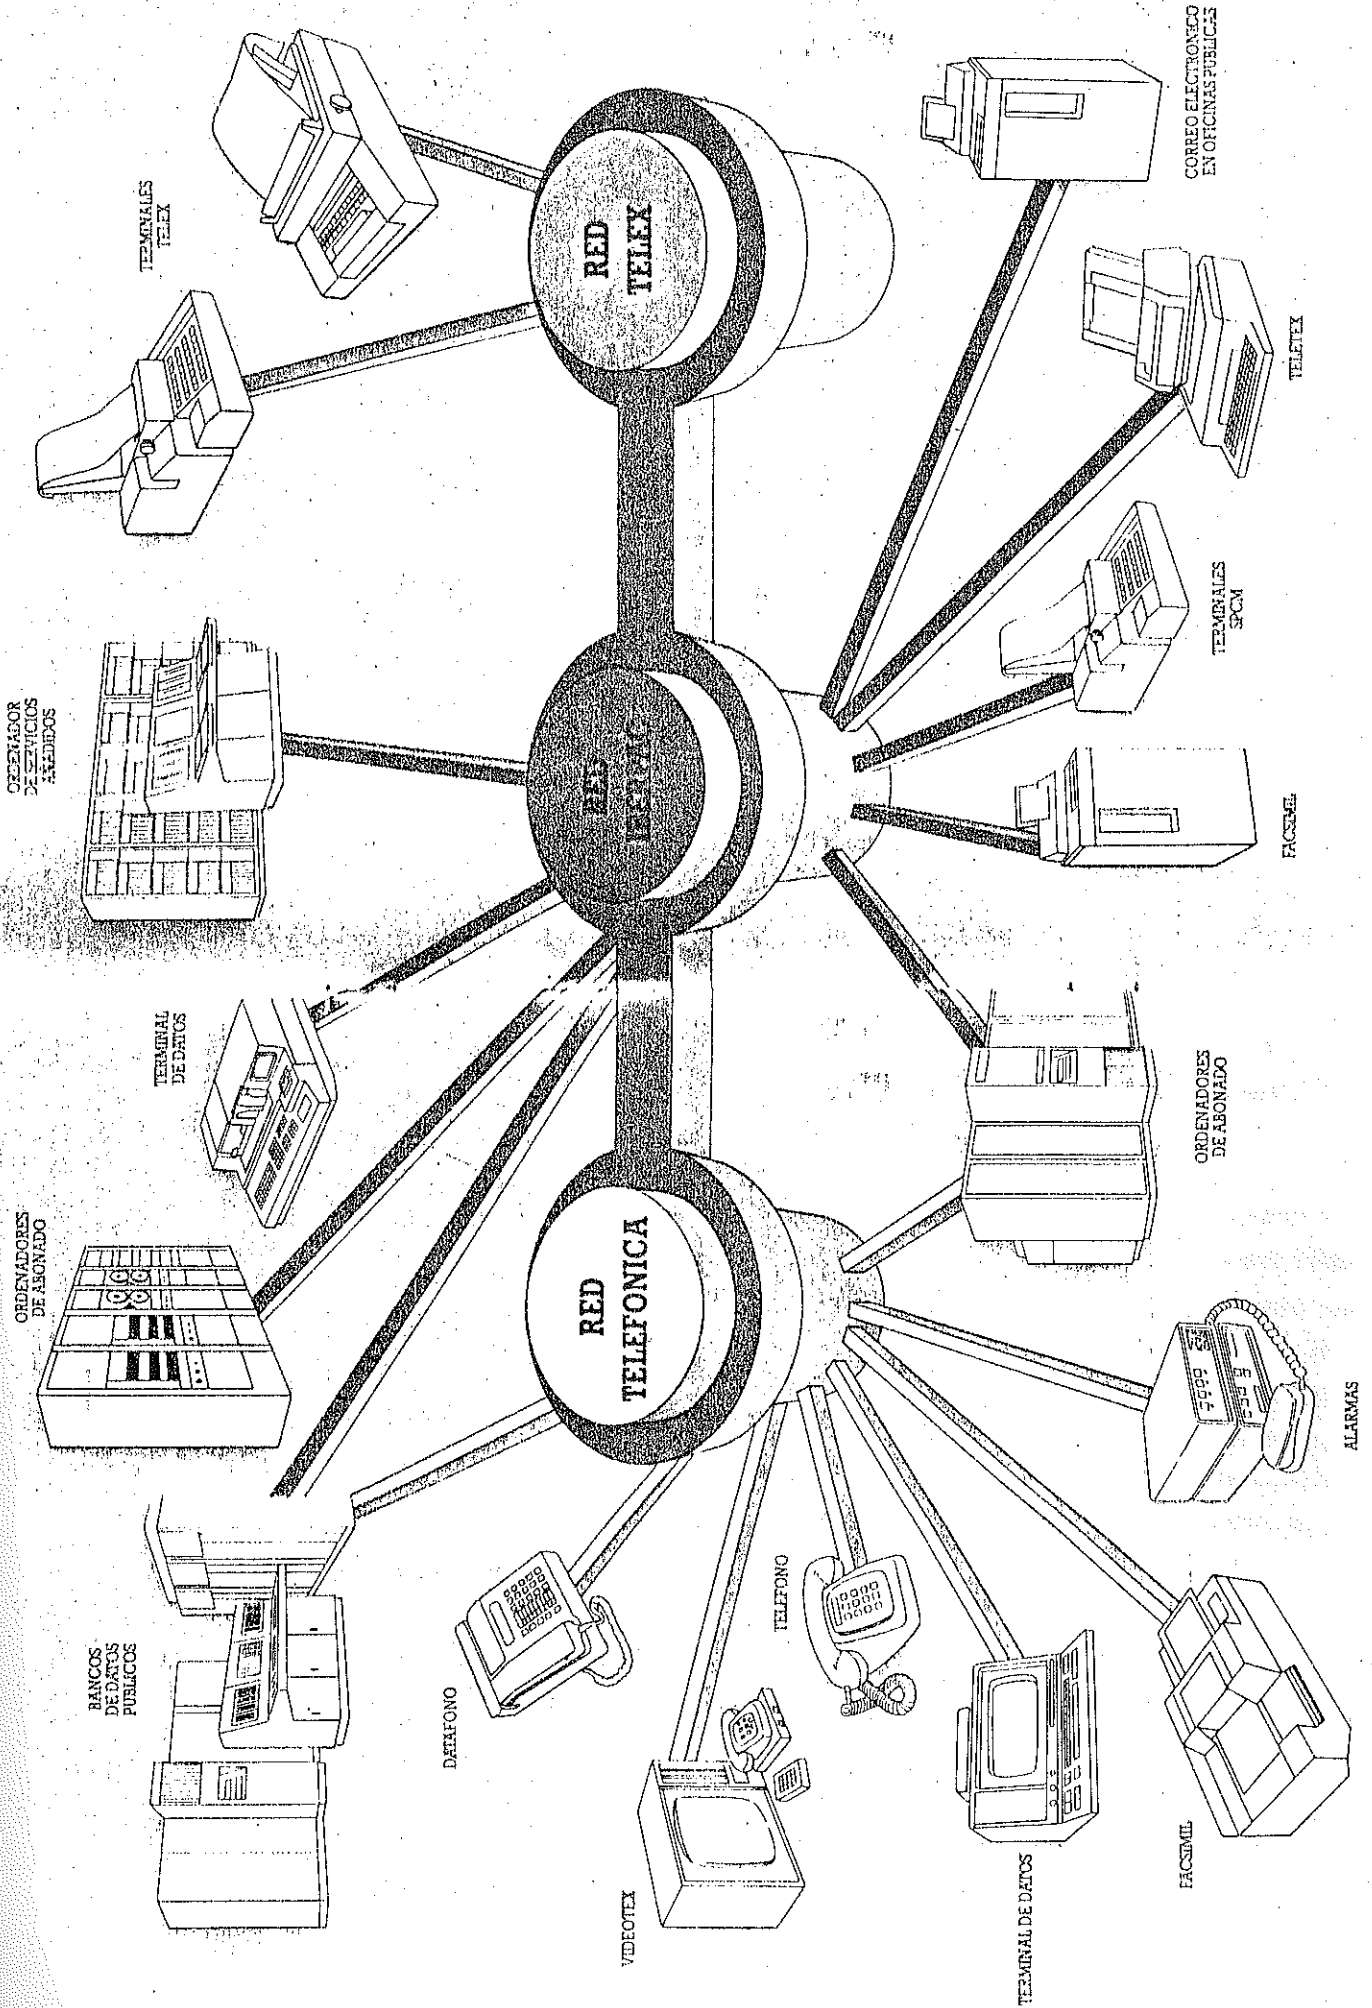 BANCOS
DE DATOS
PUBLICOS
ORDENADORES
DE ABONADO
TERMINAL
DE DATOS
ORDENADOR
DE SERVICIOS
AÑADIDOS
TERMINALES
TELEX
DATAFONO
VIDEOTEX
TELEFONO
RED
TELEFONICA
RED
RED
TELEX
TERMINAL DE DATOS
FACSIMIL
ALARMAS
ORDENADORES
DE ABONADO
FACSIMIL
TERMINALES
SPCM
TELETEX
CORREO ELECTRONICO
EN OFICINAS PUBLICAS